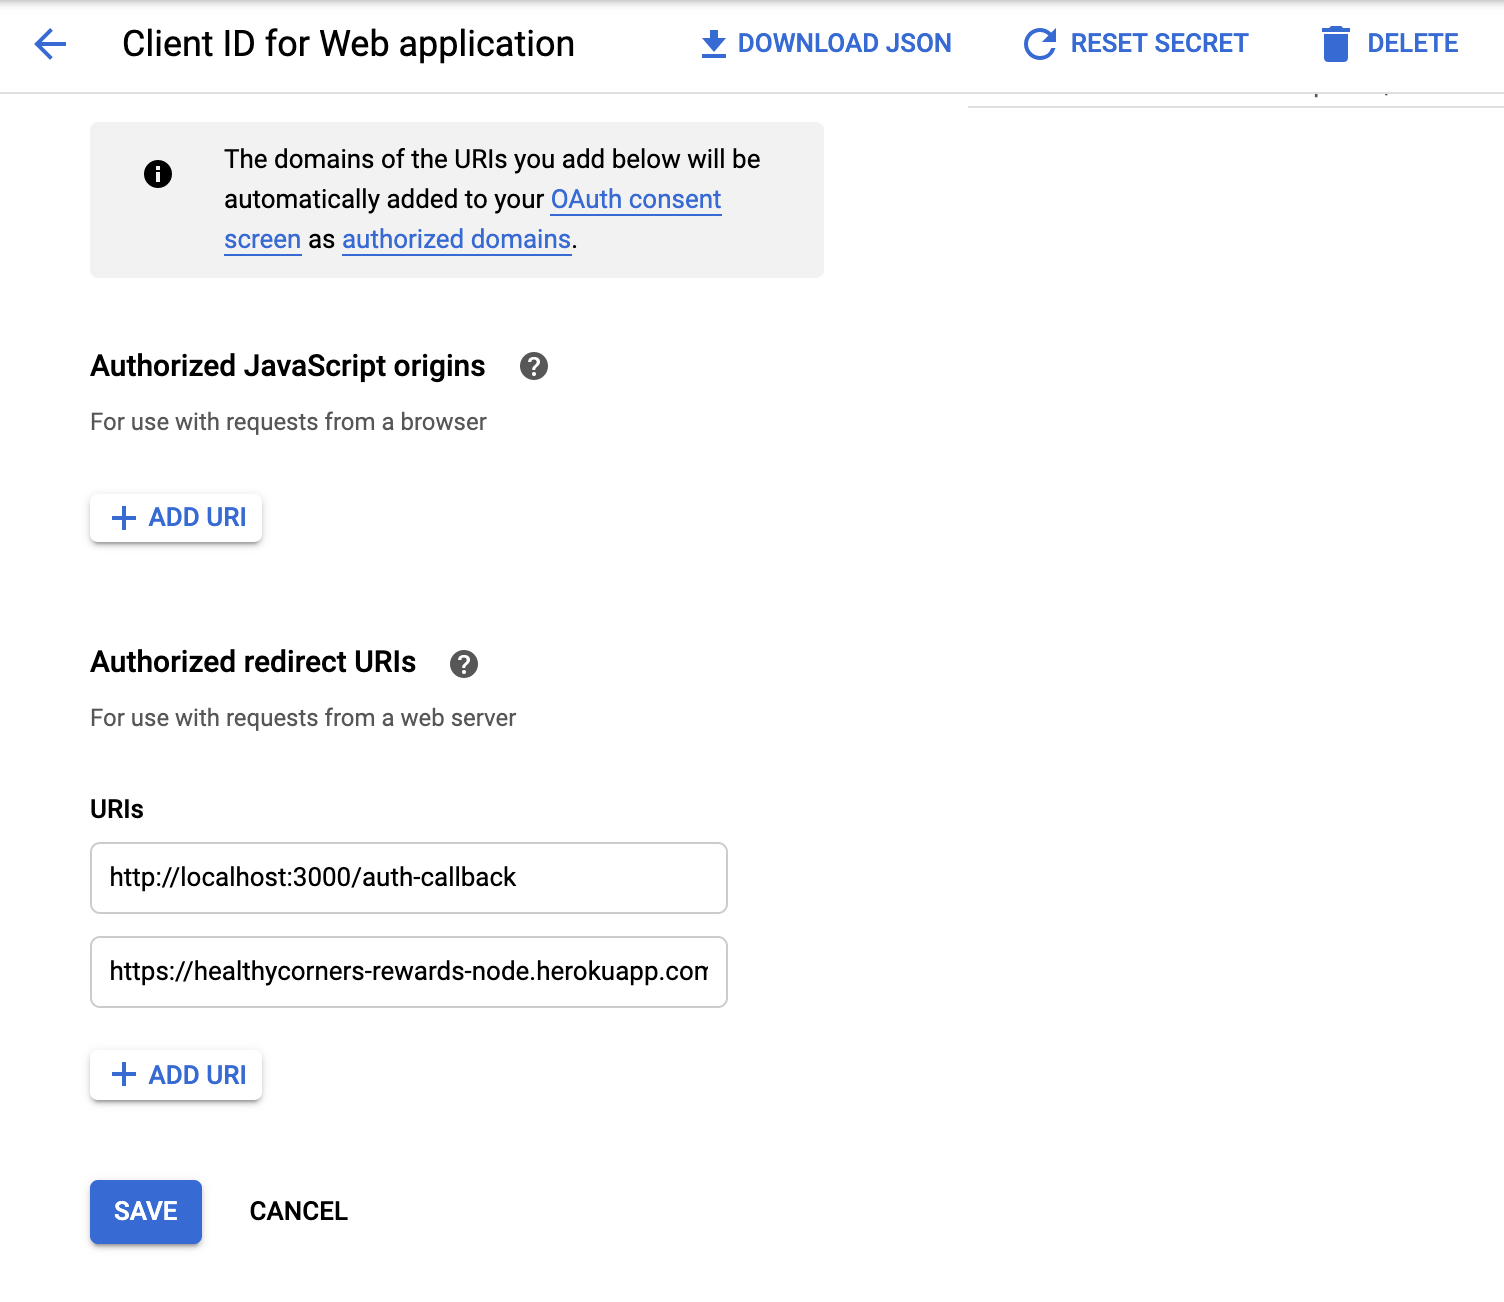 Client ID for Web application
DOWNLOAD JSON
RESET SECRET
DELETE
The domains of the URIs you add below will be
automatically added to your OAuth consent
screen as authorized domains.
Authorized JavaScript origins
For use with requests from a browser
ADD URI
Authorized redirect URIs
For use with requests from a web server
URIs
http://localhost:3000/auth-callback
https://healthycorners-rewards-node.herokuapp.com
ADD URI
SAVE
CANCEL